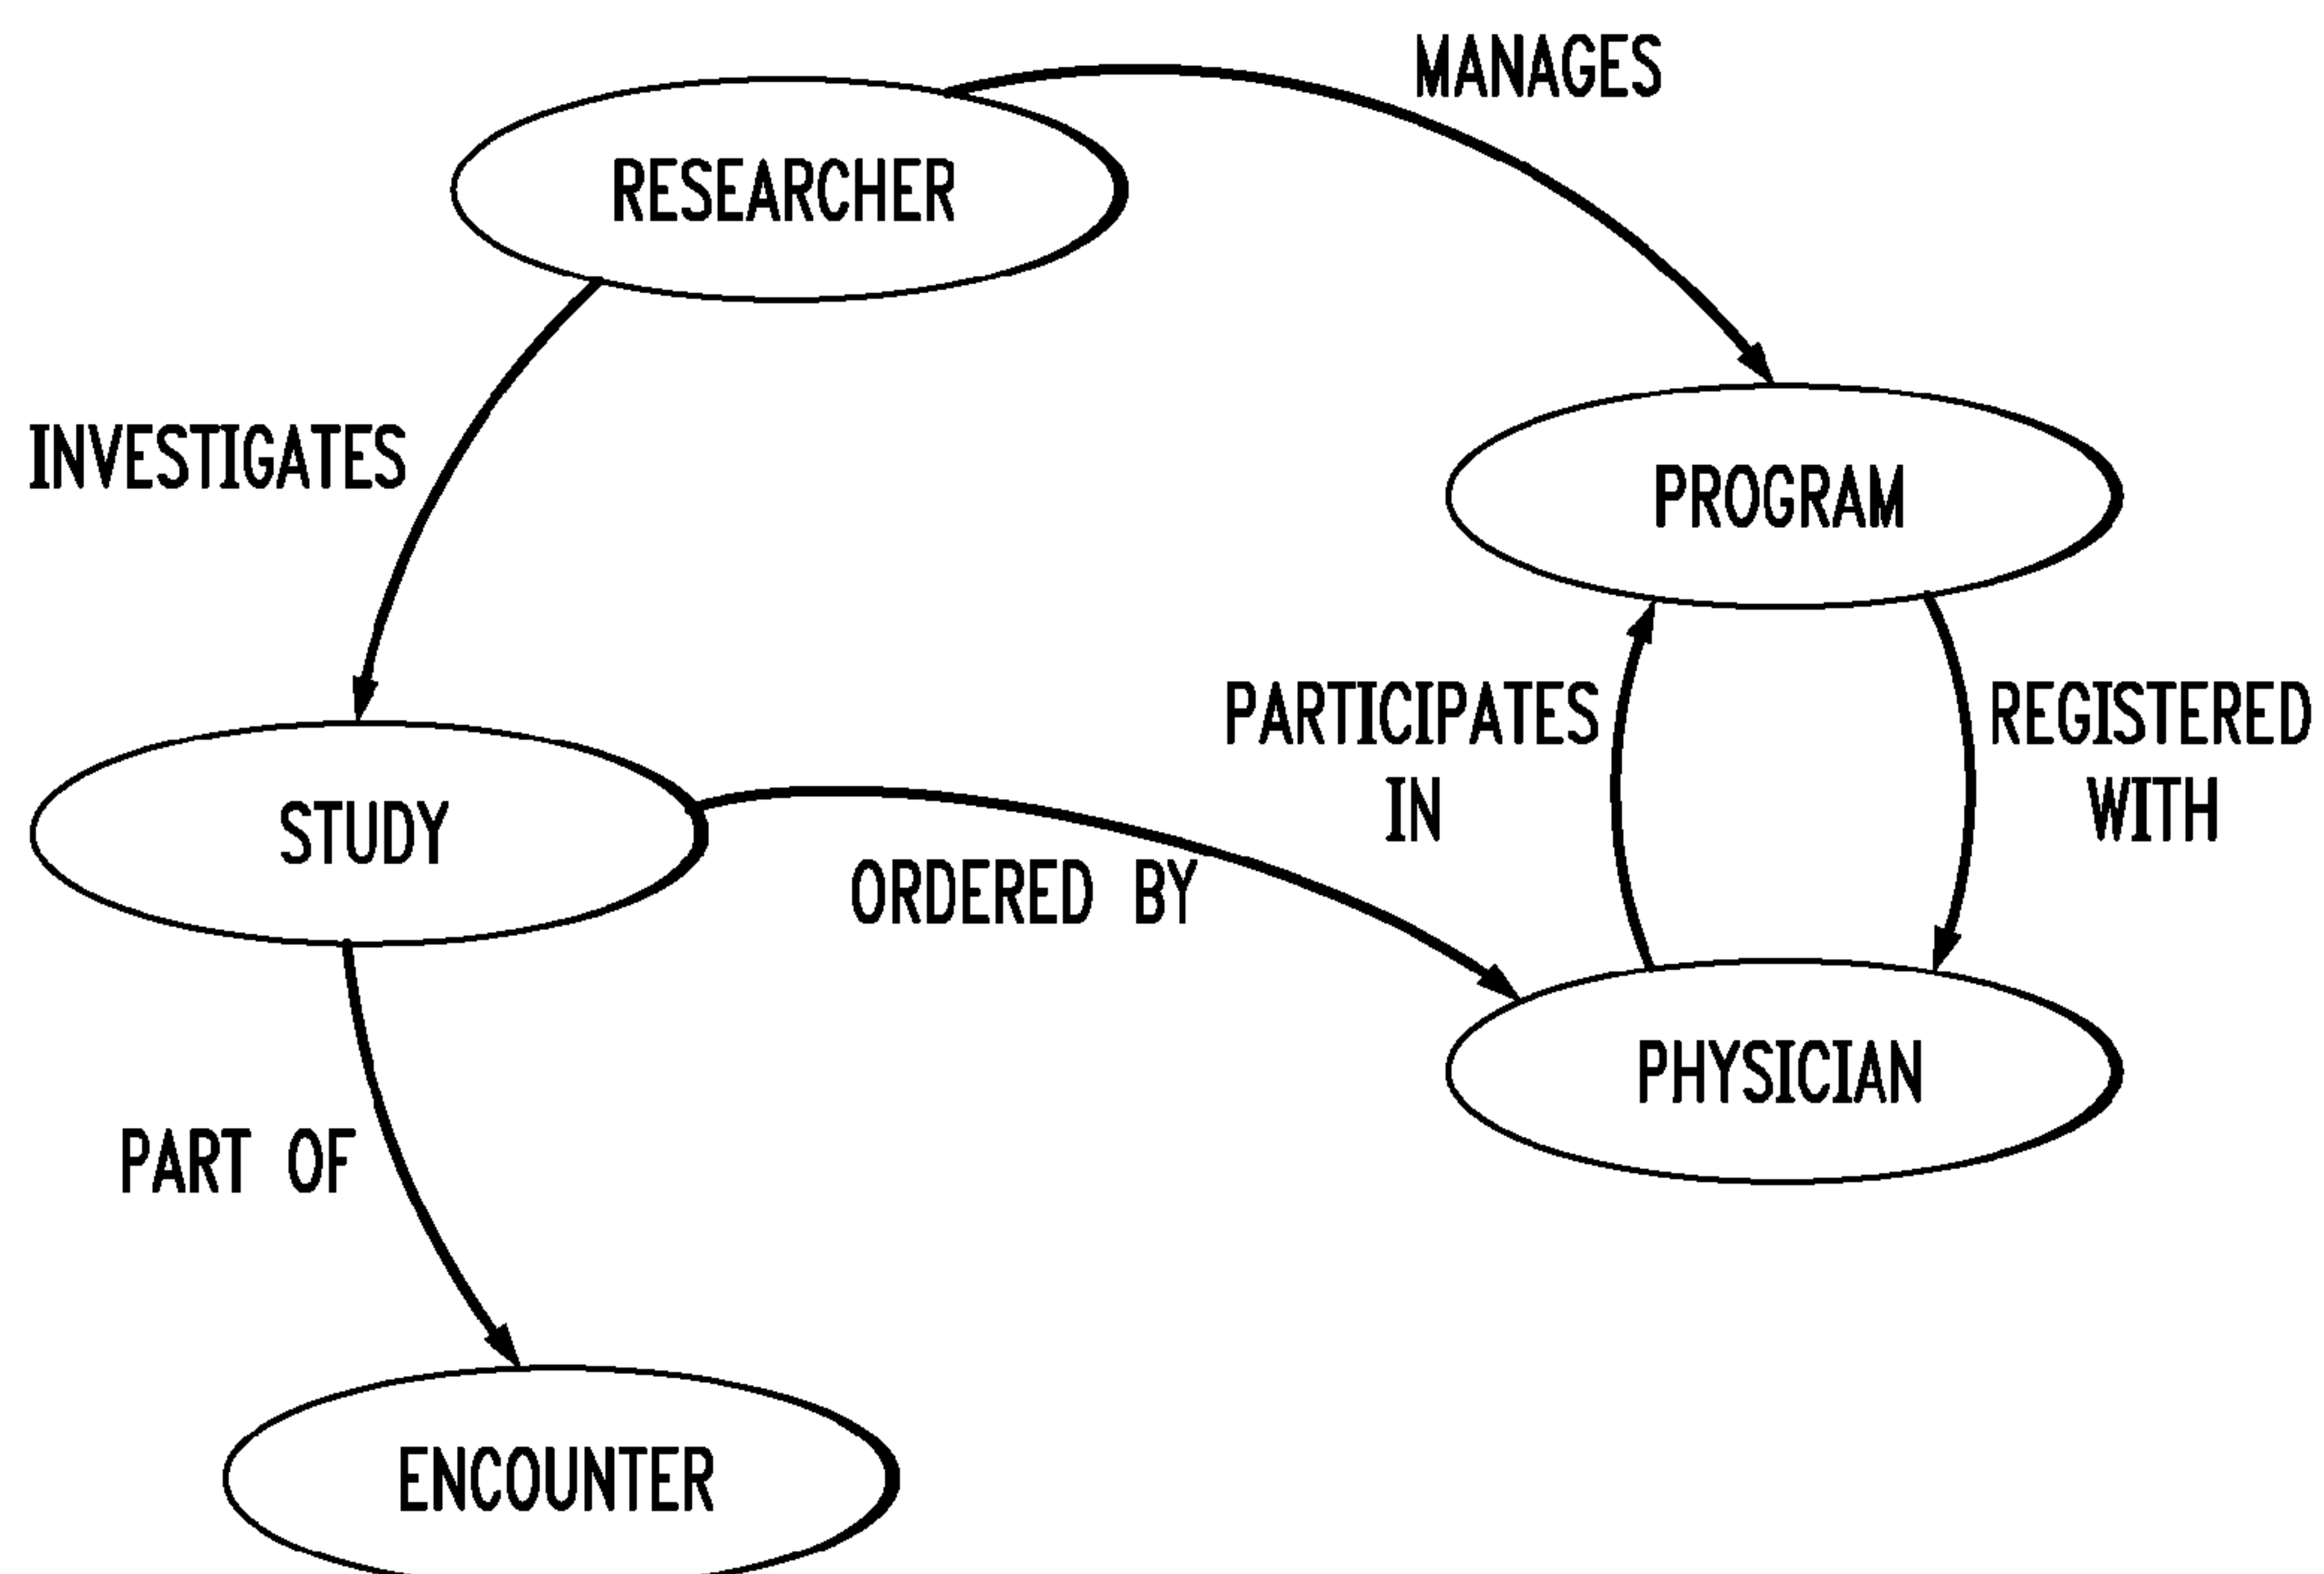 MANAGES
RESEARCHER
INVESTIGATES
PROGRAM
PARTICIPATES
IN
REGISTERED
WITH
STUDY
ORDERED BY
PHYSICIAN
PART OF
ENCOUNTER